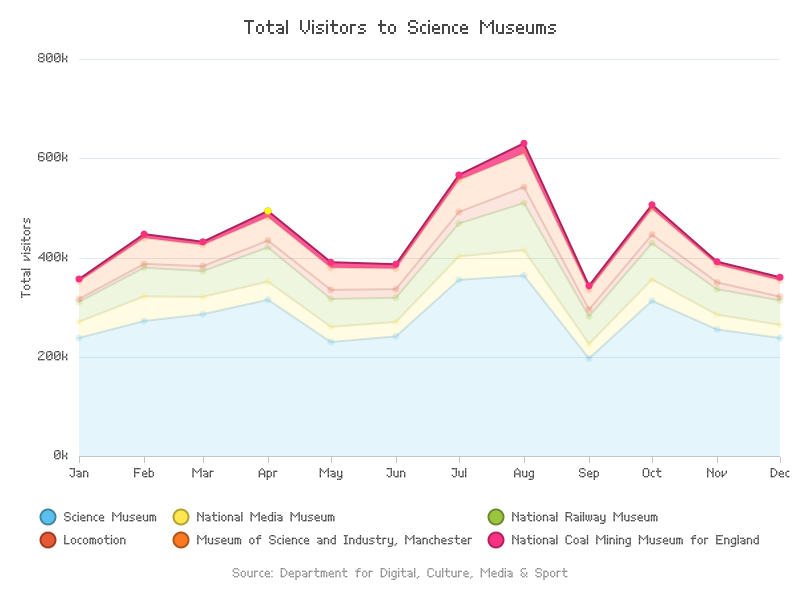 Total Visitors to Science Museums
800k
600k
400k
200k
0k
Total visitors
Jan Feb Mar Apr May Jun Jul Aug Sep Oct Nov Dec
Science Museum National Media Museum National Railway Museum
Locomotion Museum of Science and Industry, Manchester National Coal Mining Museum for England
Source: Department for Digital, Culture, Media & Sport